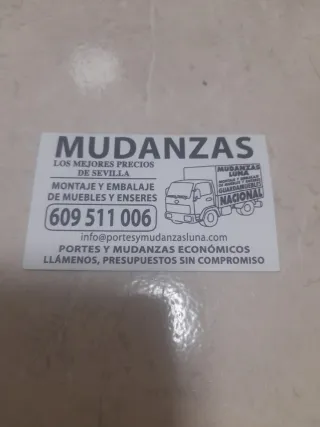 MUDANZAS
LOS MEJORES PRECIOS
DE SEVILLA
MONTAJE Y EMBALAJE
DE MUEBLES Y ENSERES
609 511 006
MUDANZAS
LUNA
GUARDAMUEBLES
NACIONAL
info@portesymudanzasluna.com
PORTES Y MUDANZAS ECONÓMICOS
LLÁMENOS, PRESUPUESTOS SIN COMPROMISO